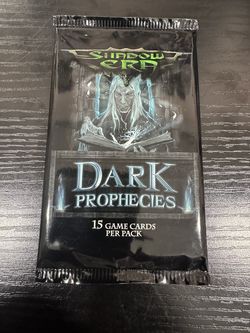 SHADOW
ERA
DARK
PROPHECIES
15 GAME CARDS
PER PACK